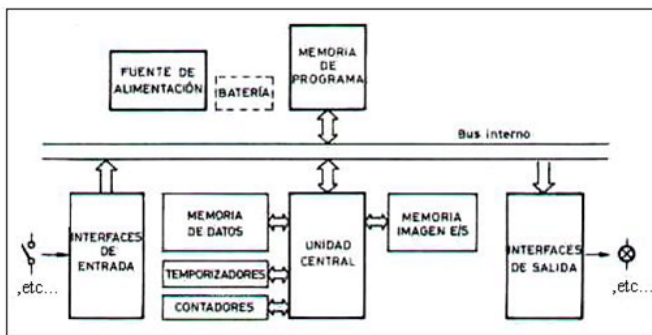 FUENTE DE
ALIMENTACIÓN
BATERÍA
MEMORIA
DE
PROGRAMA
Bus interno
INTERFACES
DE
ENTRADA
,etc...
MEMORIA
DE DATOS
TEMPORIZADORES
CONTADORES
UNIDAD
CENTRAL
MEMORIA
IMAGEN E/S
INTERFACES
DE SALIDA
,etc...